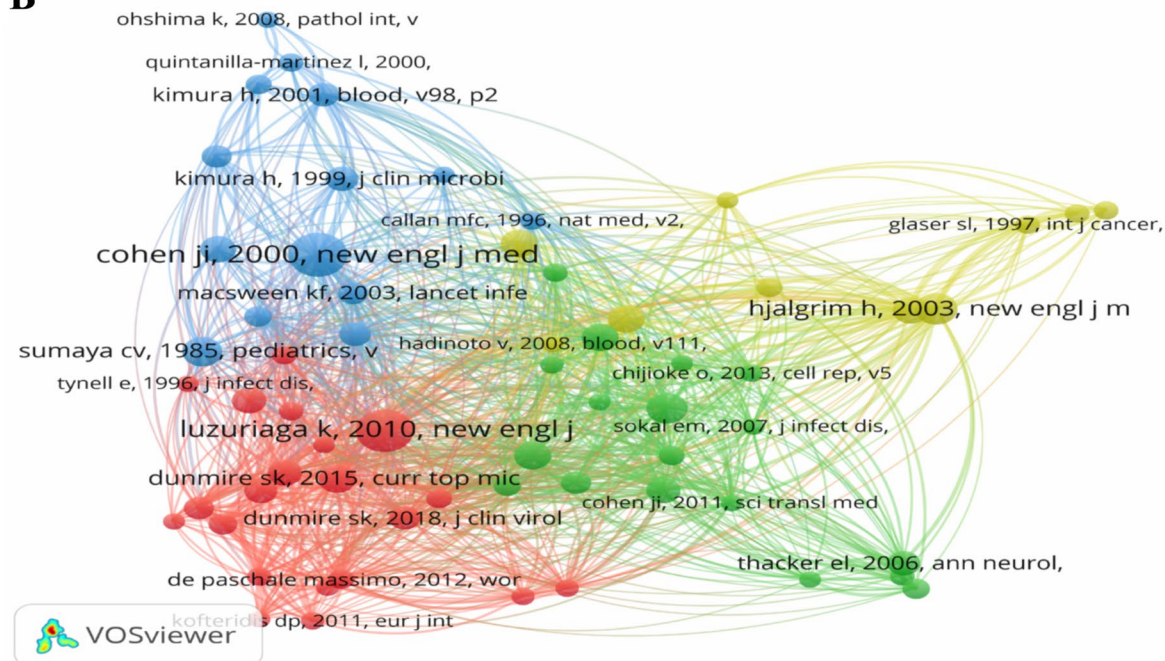 B
ohshima k, 2008, pathol int, v
quintanilla-martinez l, 2000,
kimura h, 2001, blood, v98, p2
kimura h, 1999, j clin microbi
callan mfc, 1996, nat med, v2,
glaser sl, 1997, int j cancer,
cohen ji, 2000, new engl j med
macsween kf, 2003, lancet infe
hjalgrim h, 2003, new engl j m
hadinoto v, 2008, blood, v111,
sumaya cv, 1985, pediatrics, v
chijioke o, 2013, cell rep, v5
tynell e, 1996, j infect dis,
luzuriaga k, 2010, new engl j
sokal em, 2007, j infect dis,
dunmire sk, 2015, curr top mic
cohen ji, 2011, sci transl med
dunmire sk, 2018, j clin virol
thacker el, 2006, ann neurol,
de paschale massimo, 2012, wor
kofteridis dp, 2011, eur j int
VOSviewer